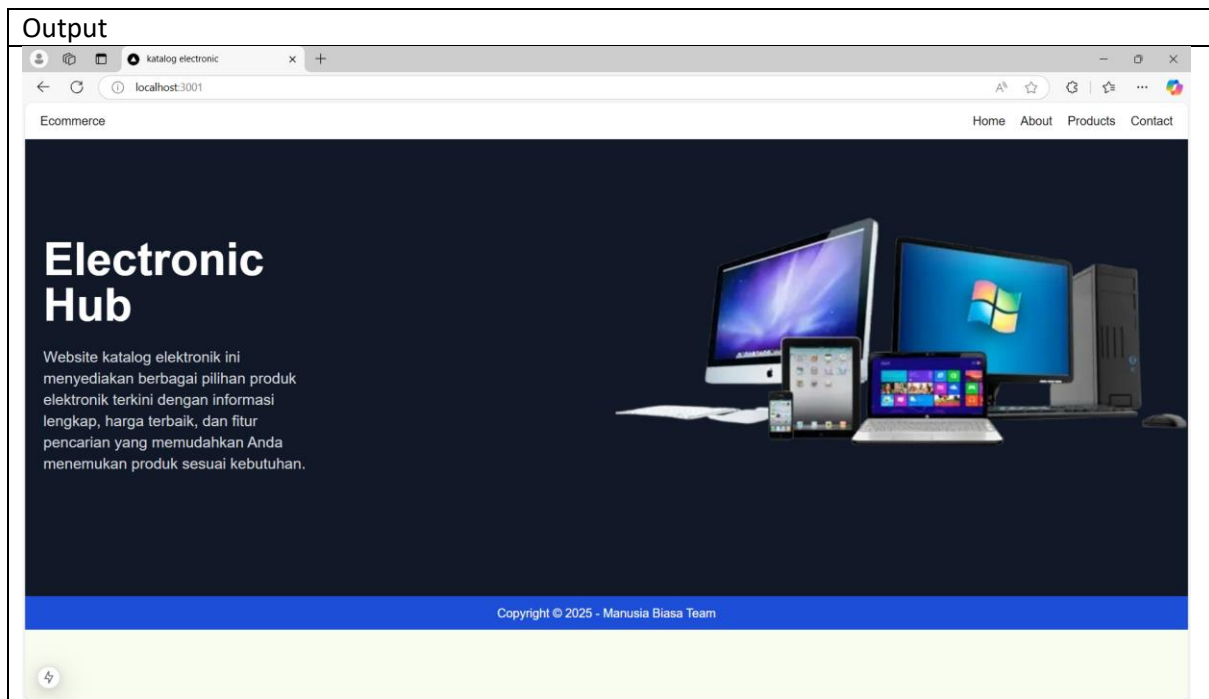 Output
katalog electronic
localhost:3001
Ecommerce
Home About Products Contact
Electronic
Hub
Website katalog elektronik ini
menyediakan berbagai pilihan produk
elektronik terkini dengan informasi
lengkap, harga terbaik, dan fitur
pencarian yang memudahkan Anda
menemukan produk sesuai kebutuhan.
Copyright © 2025 - Manusia Biasa Team